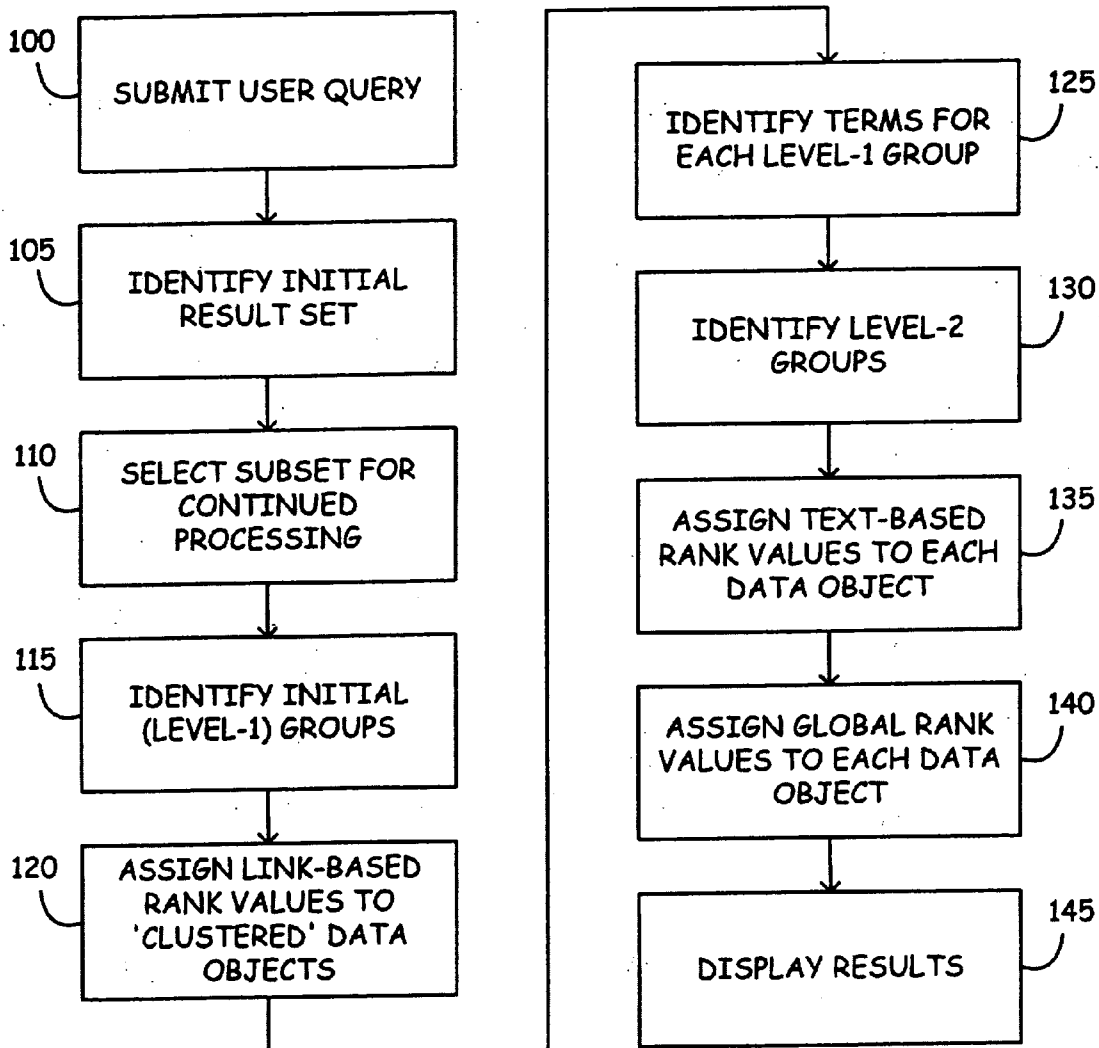 100
SUBMIT USER QUERY
105
IDENTIFY INITIAL
RESULT SET
110
SELECT SUBSET FOR
CONTINUED
PROCESSING
115
IDENTIFY INITIAL
(LEVEL-1) GROUPS
120
ASSIGN LINK-BASED
RANK VALUES TO
'CLUSTERED' DATA
OBJECTS
125
IDENTIFY TERMS FOR
EACH LEVEL-1 GROUP
130
IDENTIFY LEVEL-2
GROUPS
135
ASSIGN TEXT-BASED
RANK VALUES TO EACH
DATA OBJECT
140
ASSIGN GLOBAL RANK
VALUES TO EACH DATA
OBJECT
145
DISPLAY RESULTS